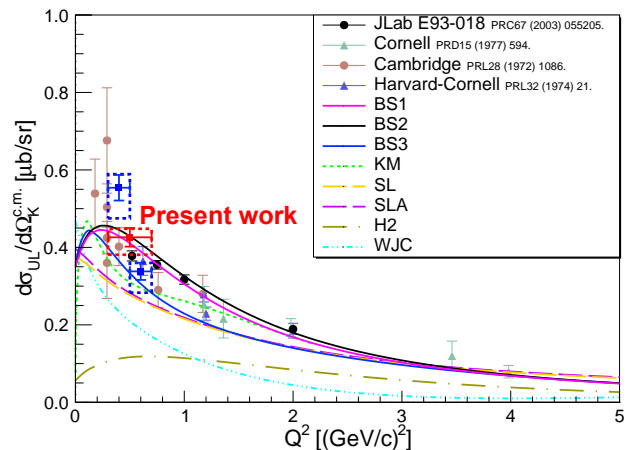 dσ_UL/dΩ_K^c.m. [μb/sr]
1.0
0.8
0.6
0.4
0.2
0.0
JLab E93-018 PRC67 (2003) 055205.
Cornell PRD15 (1977) 594.
Cambridge PRL28 (1972) 1086.
Harvard-Cornell PRL32 (1974) 21.
BS1
BS2
BS3
KM
SL
SLA
H2
WJC
Present work
0 1 2 3 4 5
Q² [(GeV/c)²]